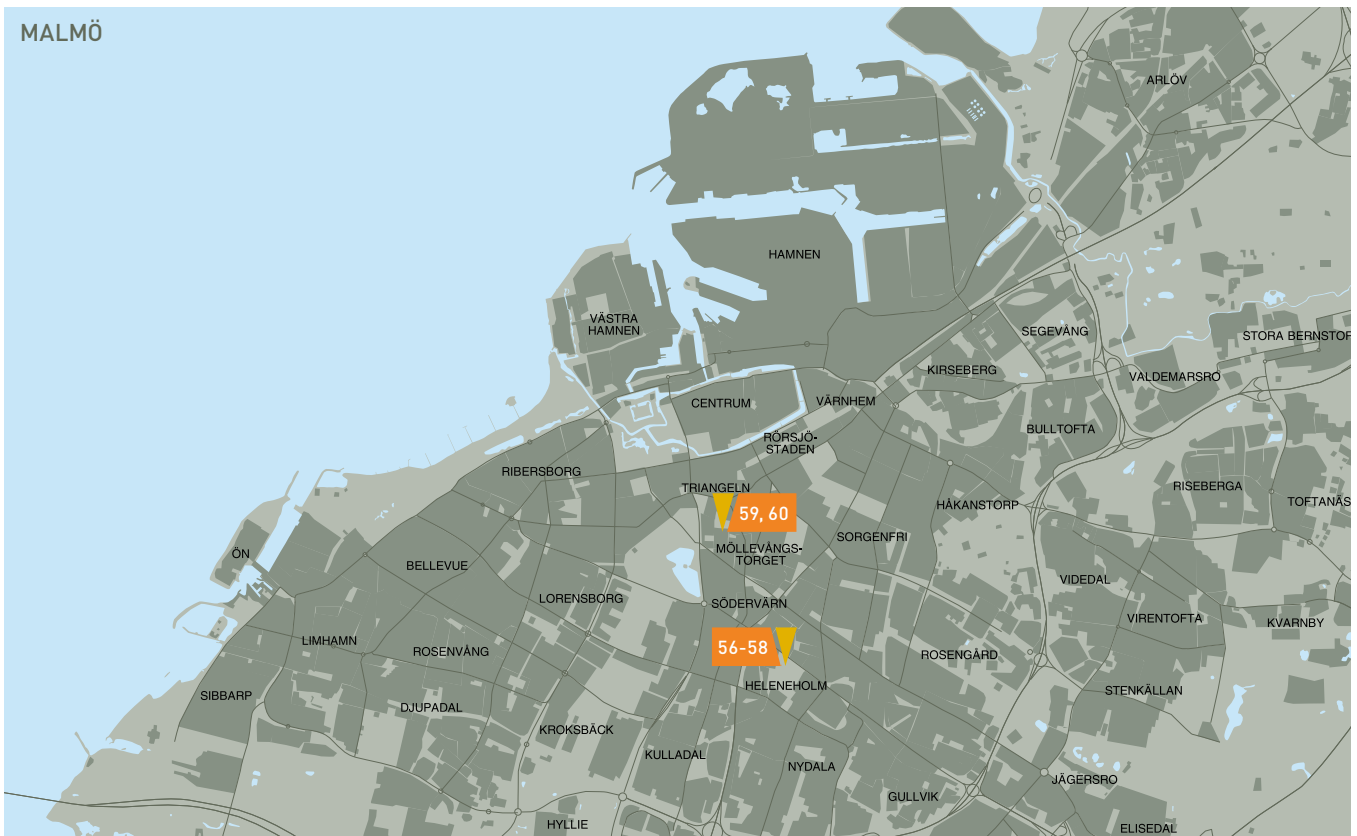 MALMÖ
ARLÖV
HAMNEN
VÄSTRA
HAMNEN
SEGEVÅNG
STORA BERNSTOF
KIRSEBERG
VALDEMARSRO
CENTRUM
VÄRNHEM
BULLTOFTA
RÖRSJÖ-
STADEN
RIBERSBORG
TRIANGELN
RISEBERGA
HÅKANSTORP
TOFTANÄS
59, 60
SORGENFRI
MÖLLEVÅNGS-
TORGET
ÖN
BELLEVUE
VIDEDAL
LORENSBORG
SÖDERVÄRN
VIRENTOFTA
KVARNBY
LIMHAMN
ROSENVÅNG
56-58
ROSENGÅRD
HELENEHOLM
STENKÄLLAN
SIBBARP
DJUPADAL
KROKSBÄCK
KULLADAL
NYDALA
JÄGERSRO
GULLVIK
HYLLIE
ELISEDAL